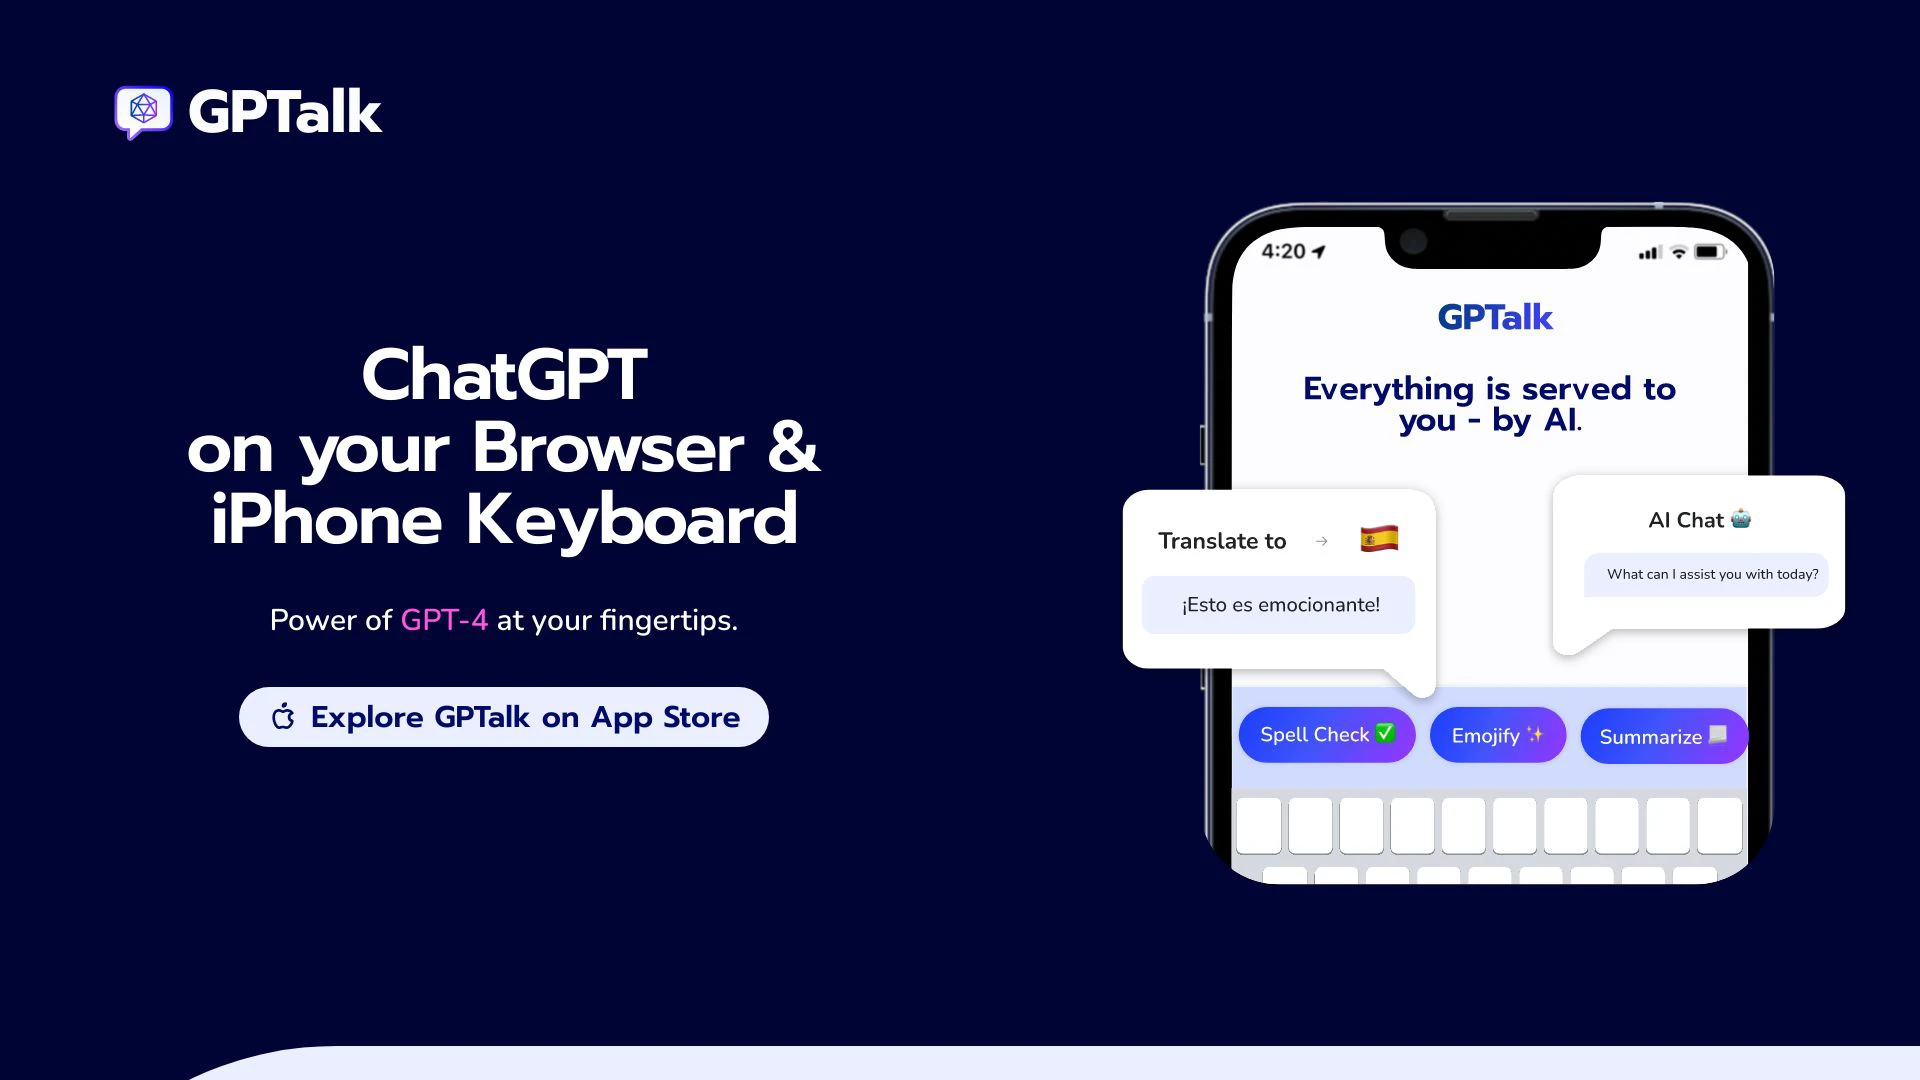 GPTalk
ChatGPT
on your Browser &
iPhone Keyboard
Power of GPT-4 at your fingertips.
Explore GPTalk on App Store
4:20
GPTalk
Everything is served to
you - by AI.
Translate to → 🇪🇸
¡Esto es emocionante!
AI Chat 🤖
What can I assist you with today?
Spell Check ✅
Emojify ✨
Summarize 📃